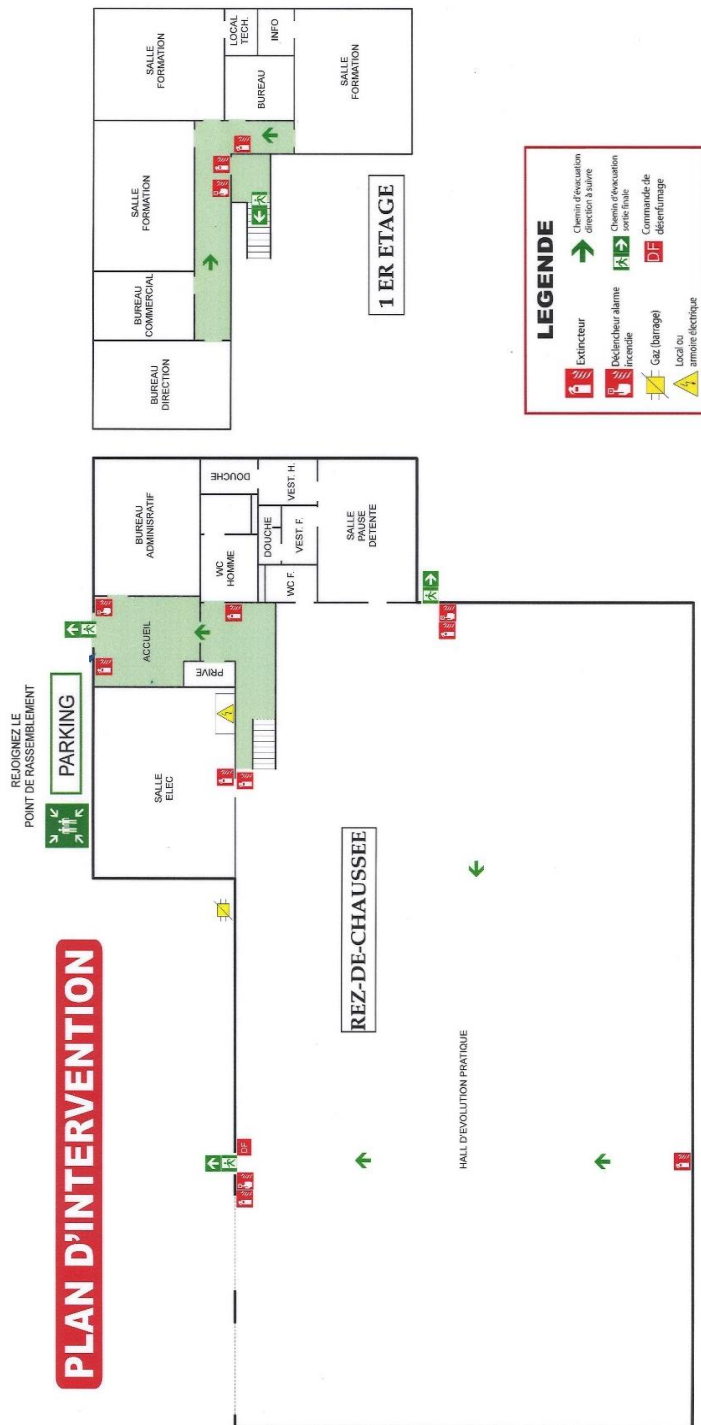 PLAN D'INTERVENTION
REJOIGNEZ LE
POINT DE RASSEMBLEMENT
PARKING
SALLE
ELEC
PRIVE
ACCUEIL
BUREAU
ADMINISRATIF
WC
HOMME
DOUCHE
DOUCHE
WC F.
VEST. F.
VEST. H.
SALLE
PAUSE
DETENTE
DF
REZ-DE-CHAUSSEE
HALL D'EVOLUTION PRATIQUE
BUREAU
DIRECTION
BUREAU
COMMERCIAL
SALLE
FORMATION
SALLE
FORMATION
LOCAL
TECH.
INFO
BUREAU
SALLE
FORMATION
1 ER ETAGE
LEGENDE
Extincteur
Déclencheur alarme
incendie
Gaz (barrage)
Local ou
armoire électrique
Chemin d'évacuation
direction à suivre
Chemin d'évacuation
sortie finale
DF
Commande de
désenfumage